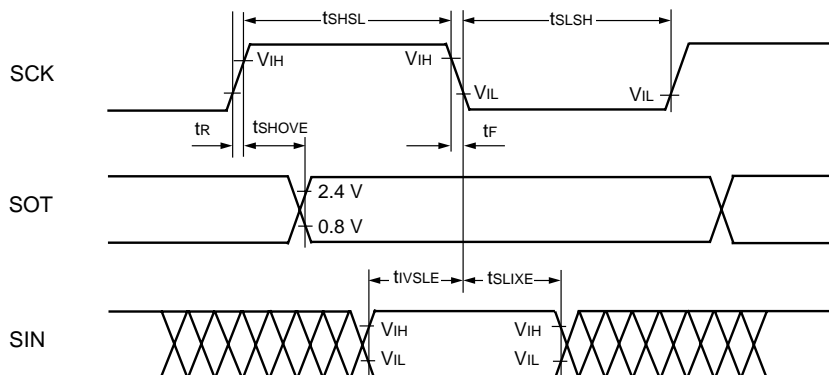 tSHSL tSLSH
SCK VIH VIH VIL VIL
tR tSHOVE tF
SOT 2.4 V
0.8 V
tIVSLE tSLIXE
SIN VIH VIH
VIL VIL